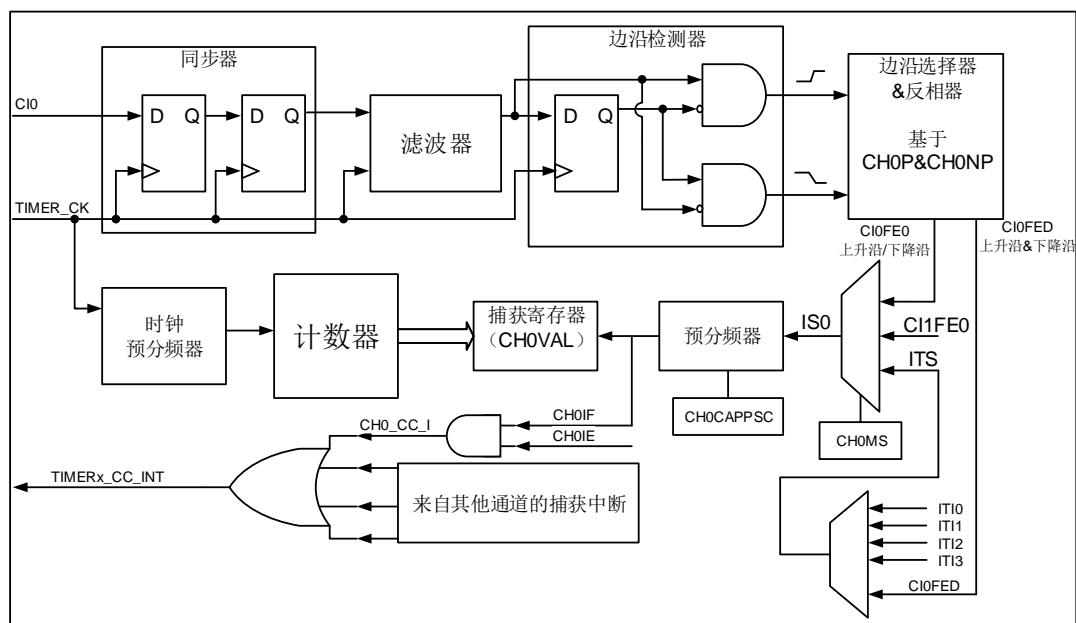 同步器
边沿检测器
CI0
D Q
D Q
滤波器
D Q
边沿选择器
&反相器
基于
CH0P&CH0NP
TIMER_CK
CI0FE0
上升沿/下降沿
CI0FED
上升沿&下降沿
时钟
预分频器
计数器
捕获寄存器
（CH0VAL）
预分频器
IS0
CI1FE0
ITS
CH0CAPPSC
CH0MS
CH0_CC_I
CH0IF
CH0IE
TIMERx_CC_INT
来自其他通道的捕获中断
ITI0
ITI1
ITI2
ITI3
CI0FED